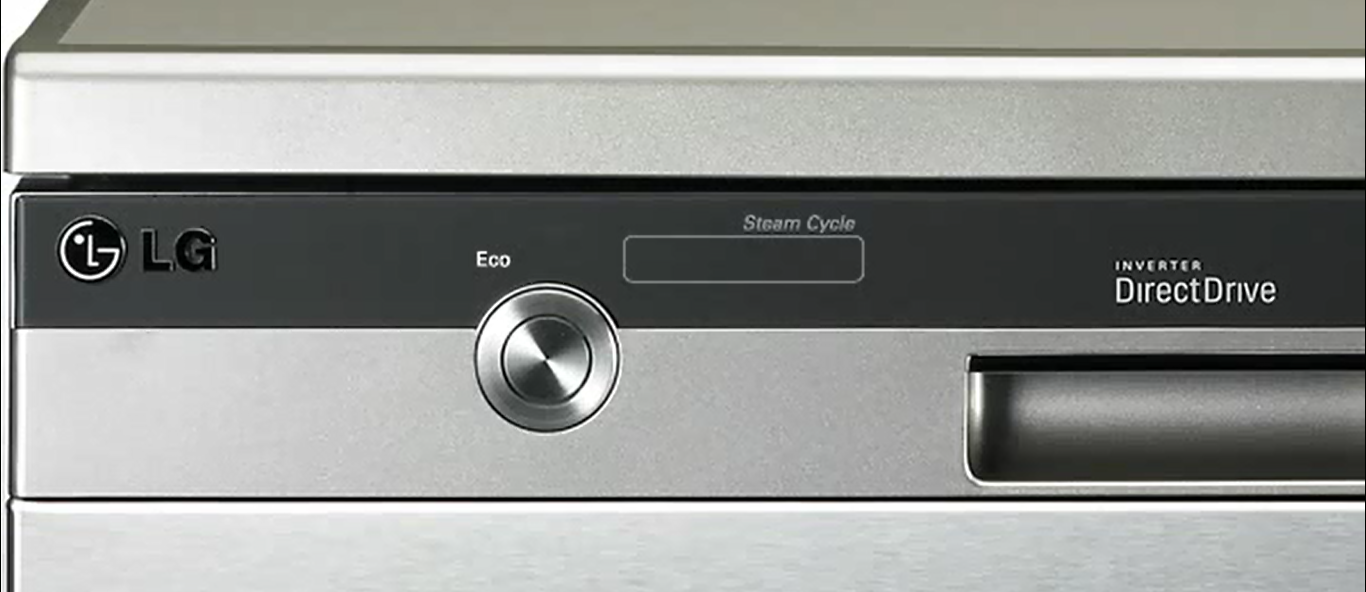 LG
Eco
Steam Cycle
INVERTER
DirectDrive